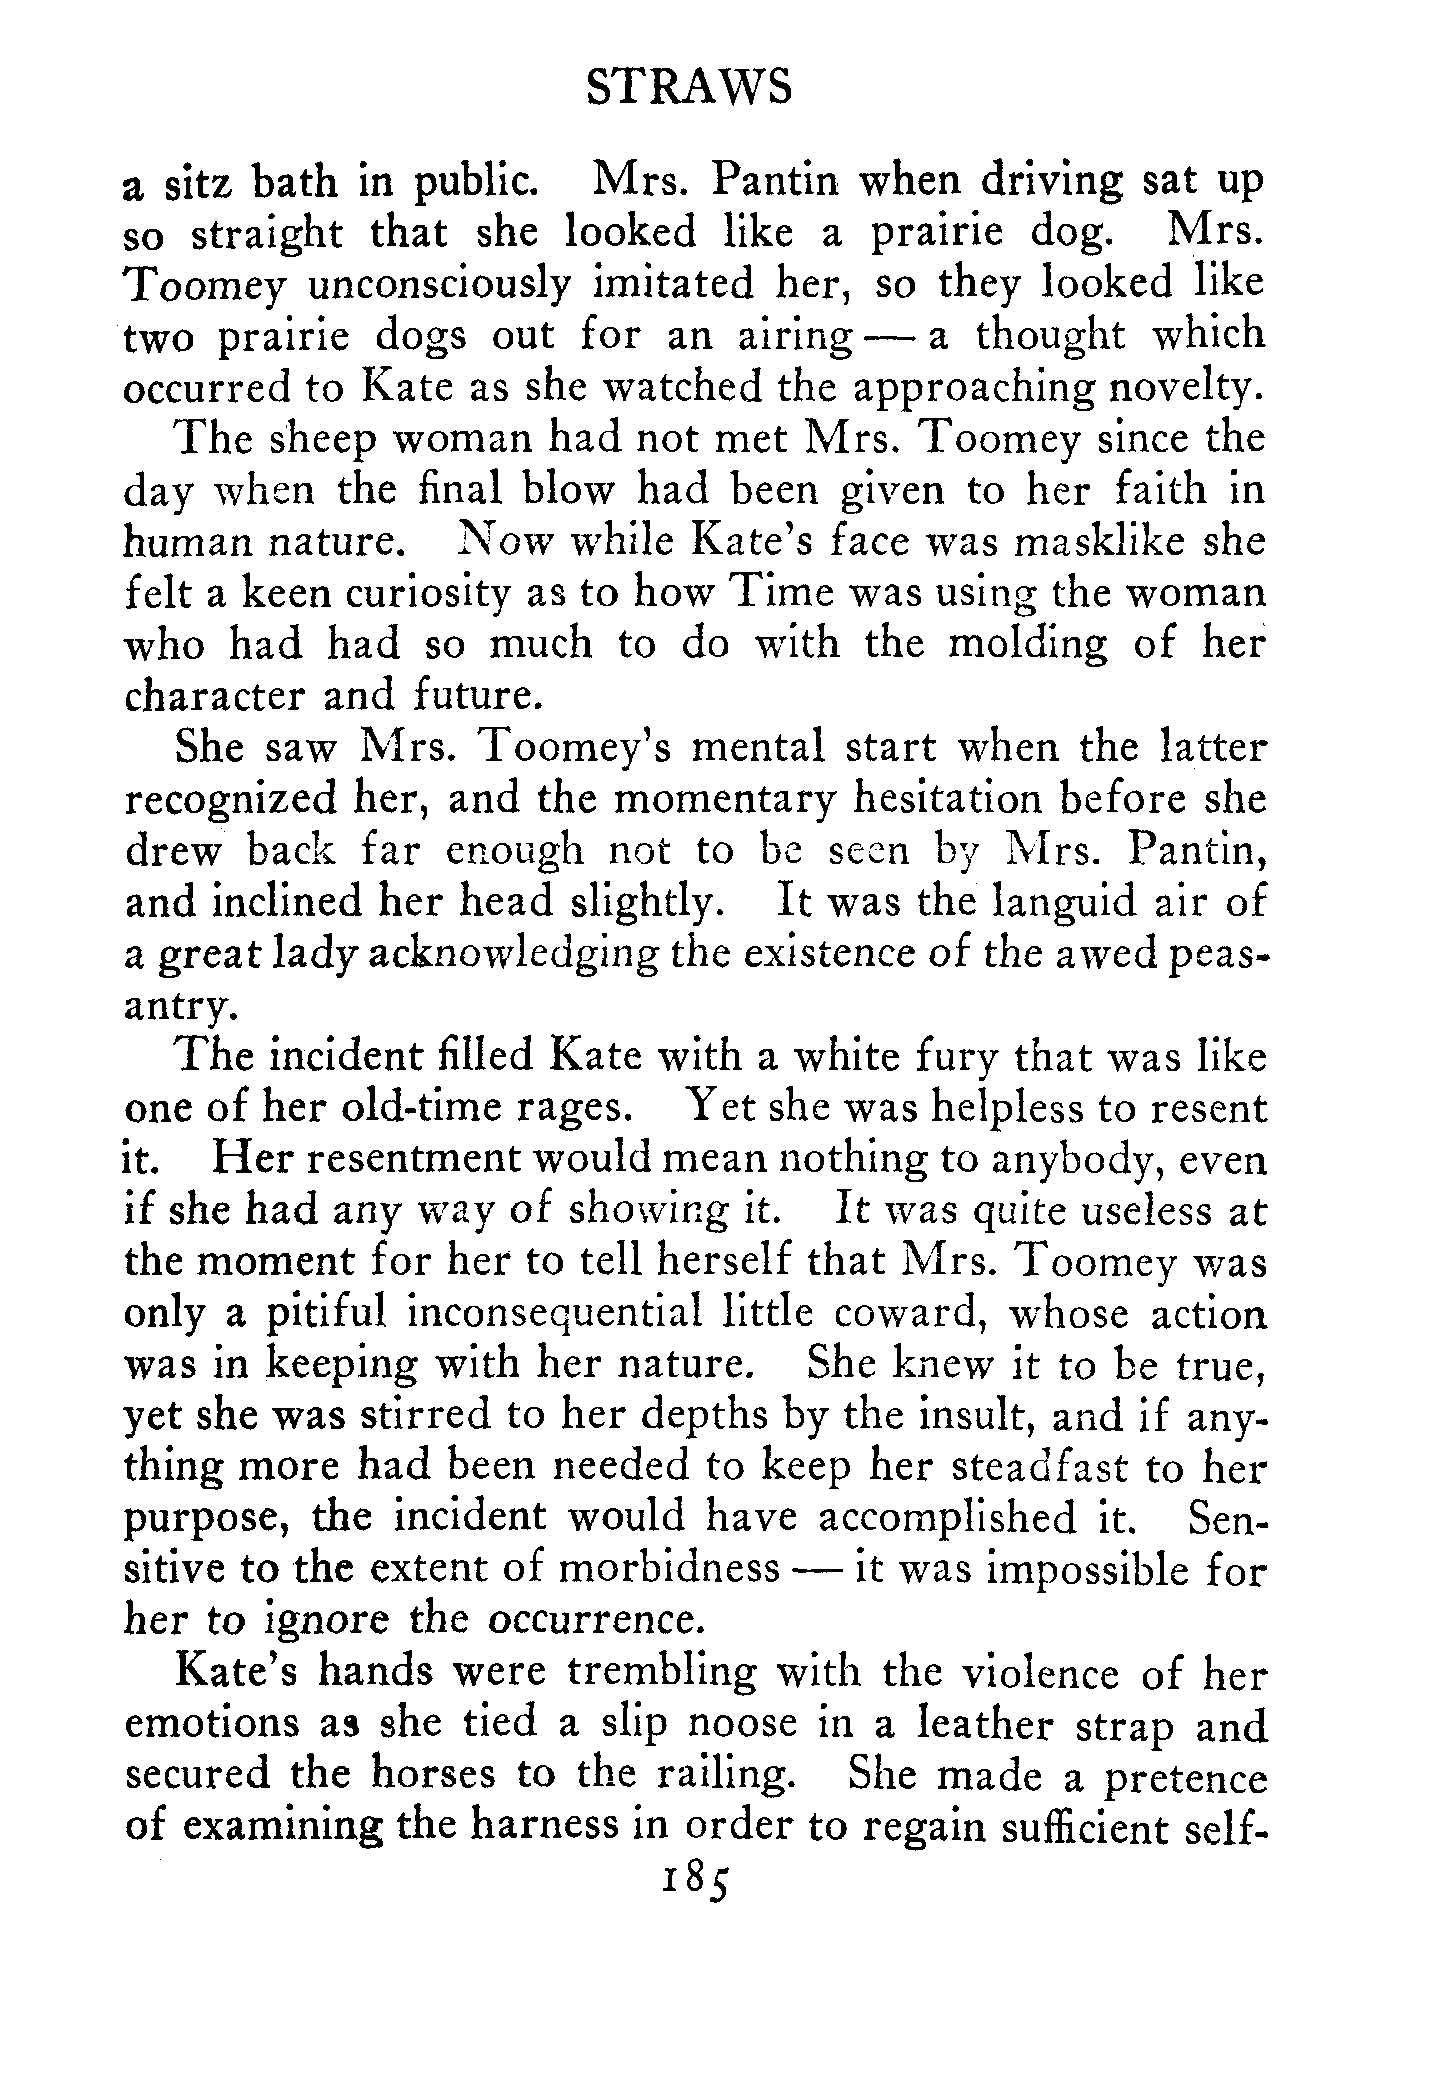 STRAWS
a sitz bath in public. Mrs. Pantin when driving sat up
so straight that she looked like a prairie dog. Mrs.
Toomey unconsciously imitated her, so they looked like
two prairie dogs out for an airing — a thought which
occurred to Kate as she watched the approaching novelty.
The sheep woman had not met Mrs. Toomey since the
day when the final blow had been given to her faith in
human nature. Now while Kate's face was masklike she
felt a keen curiosity as to how Time was using the woman
who had had so much to do with the molding of her
character and future.
She saw Mrs. Toomey's mental start when the latter
recognized her, and the momentary hesitation before she
drew back far enough not to be seen by Mrs. Pantin,
and inclined her head slightly. It was the languid air of
a great lady acknowledging the existence of the awed peas-
antry.
The incident filled Kate with a white fury that was like
one of her old-time rages. Yet she was helpless to resent
it. Her resentment would mean nothing to anybody, even
if she had any way of showing it. It was quite useless at
the moment for her to tell herself that Mrs. Toomey was
only a pitiful inconsequential little coward, whose action
was in keeping with her nature. She knew it to be true,
yet she was stirred to her depths by the insult, and if any-
thing more had been needed to keep her steadfast to her
purpose, the incident would have accomplished it. Sen-
sitive to the extent of morbidness — it was impossible for
her to ignore the occurrence.
Kate's hands were trembling with the violence of her
emotions as she tied a slip noose in a leather strap and
secured the horses to the railing. She made a pretence
of examining the harness in order to regain sufficient self-
185